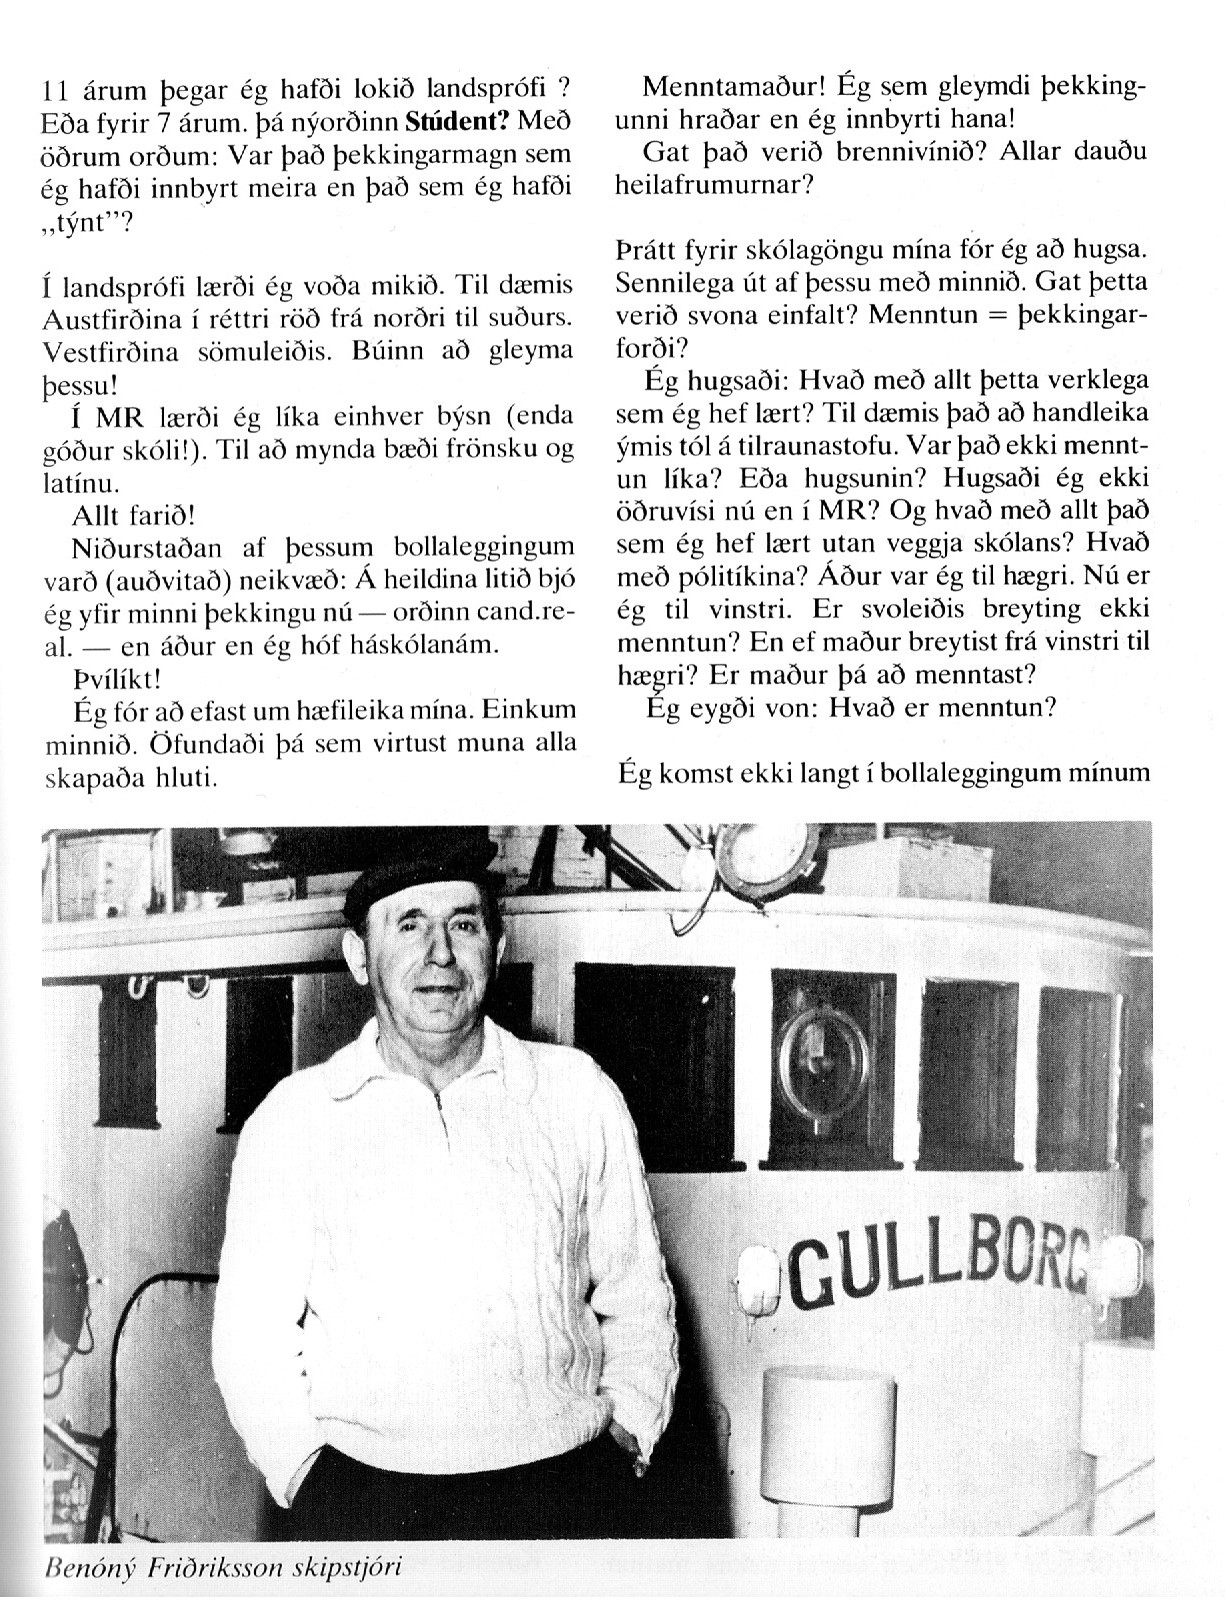 11 árum þegar ég hafði lokið landsprófi ?
Eða fyrir 7 árum. þá nýorðinn Stúdent? Með
öðrum orðum: Var það þekkingarmagn sem
ég hafði innbyrt meira en það sem ég hafði
,,týnt”?
Í landsprófi lærði ég voða mikið. Til dæmis
Austfirðina í réttri röð frá norðri til suðurs.
Vestfirðina sömuleiðis. Búinn að gleyma
þessu!
Í MR lærði ég líka einhver býsn (enda
góður skóli!). Til að mynda bæði frönsku og
latínu.
Allt farið!
Niðurstaðan af þessum bollaleggingum
varð (auðvitað) neikvæð: Á heildina litið bjó
ég yfir minni þekkingu nú — orðinn cand.re-
al. — en áður en ég hóf háskólanám.
Þvílíkt!
Ég fór að efast um hæfileika mína. Einkum
minnið. Öfundaði þá sem virtust muna alla
skapaða hluti.
Menntamaður! Ég sem gleymdi þekking-
unni hraðar en ég innbyrti hana!
Gat það verið brennivínið? Allar dauðu
heilafrumurnar?
Þrátt fyrir skólagöngu mína fór ég að hugsa.
Sennilega út af þessu með minnið. Gat þetta
verið svona einfalt? Menntun = þekkingar-
forði?
Ég hugsaði: Hvað með allt þetta verklega
sem ég hef lært? Til dæmis það að handleika
ýmis tól á tilraunastofu. Var það ekki mennt-
un líka? Eða hugsunin? Hugsaði ég ekki
öðruvísi nú en í MR? Og hvað með allt það
sem ég hef lært utan veggja skólans? Hvað
með pólitíkina? Áður var ég til hægri. Nú er
ég til vinstri. Er svoleiðis breyting ekki
menntun? En ef maður breytist frá vinstri til
hægri? Er maður þá að menntast?
Ég eygði von: Hvað er menntun?
Ég komst ekki langt í bollaleggingum mínum
GULLBORG
Benóný Friðriksson skipstjóri